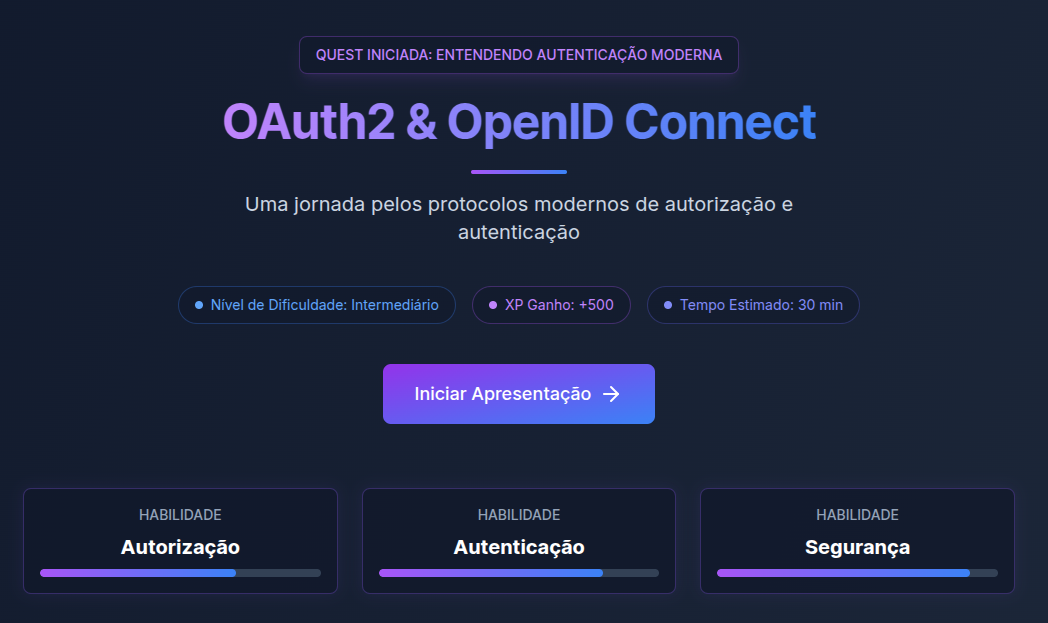 QUEST INICIADA: ENTENDENDO AUTENTICAÇÃO MODERNA
OAuth2 & OpenID Connect
Uma jornada pelos protocolos modernos de autorização e
autenticação
Nível de Dificuldade: Intermediário
XP Ganho: +500
Tempo Estimado: 30 min
Iniciar Apresentação
HABILIDADE
Autorização
HABILIDADE
Autenticação
HABILIDADE
Segurança